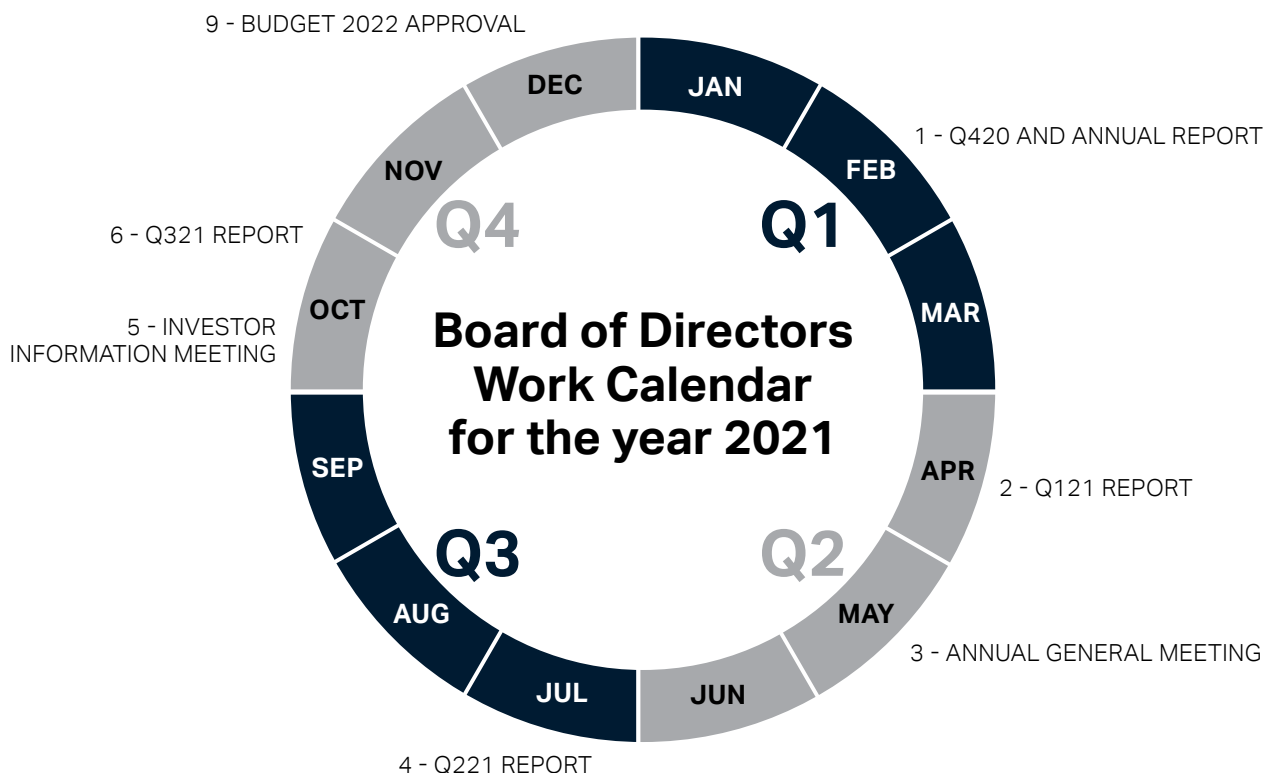 9 - BUDGET 2022 APPROVAL
DEC
JAN
1 - Q420 AND ANNUAL REPORT
NOV
FEB
Q4
Q1
6 - Q321 REPORT
OCT
MAR
5 - INVESTOR
INFORMATION MEETING
Board of Directors
Work Calendar
for the year 2021
SEP
APR
2 - Q121 REPORT
Q3
Q2
AUG
MAY
3 - ANNUAL GENERAL MEETING
JUL
JUN
4 - Q221 REPORT